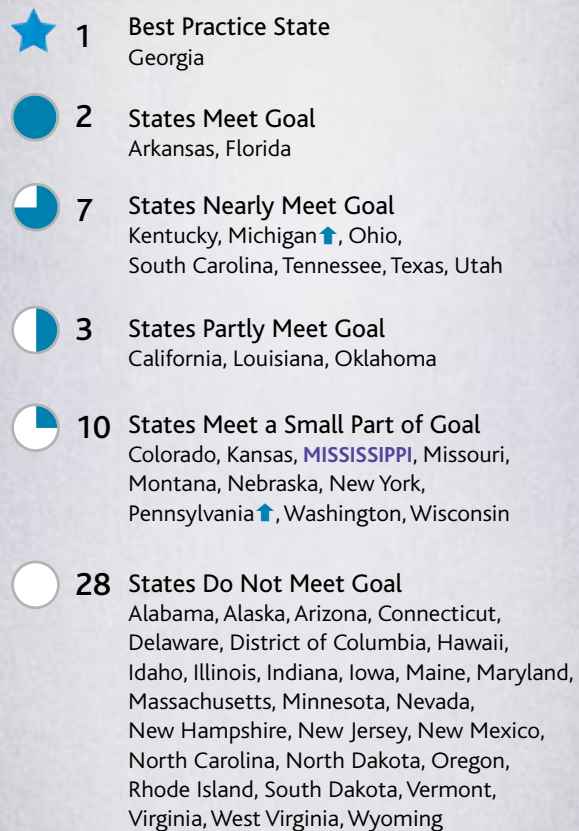 1 Best Practice State
Georgia
2 States Meet Goal
Arkansas, Florida
7 States Nearly Meet Goal
Kentucky, Michigan⬆, Ohio,
South Carolina, Tennessee, Texas, Utah
3 States Partly Meet Goal
California, Louisiana, Oklahoma
10 States Meet a Small Part of Goal
Colorado, Kansas, MISSISSIPPI, Missouri,
Montana, Nebraska, New York,
Pennsylvania⬆, Washington, Wisconsin
28 States Do Not Meet Goal
Alabama, Alaska, Arizona, Connecticut,
Delaware, District of Columbia, Hawaii,
Idaho, Illinois, Indiana, Iowa, Maine, Maryland,
Massachusetts, Minnesota, Nevada,
New Hampshire, New Jersey, New Mexico,
North Carolina, North Dakota, Oregon,
Rhode Island, South Dakota, Vermont,
Virginia, West Virginia, Wyoming